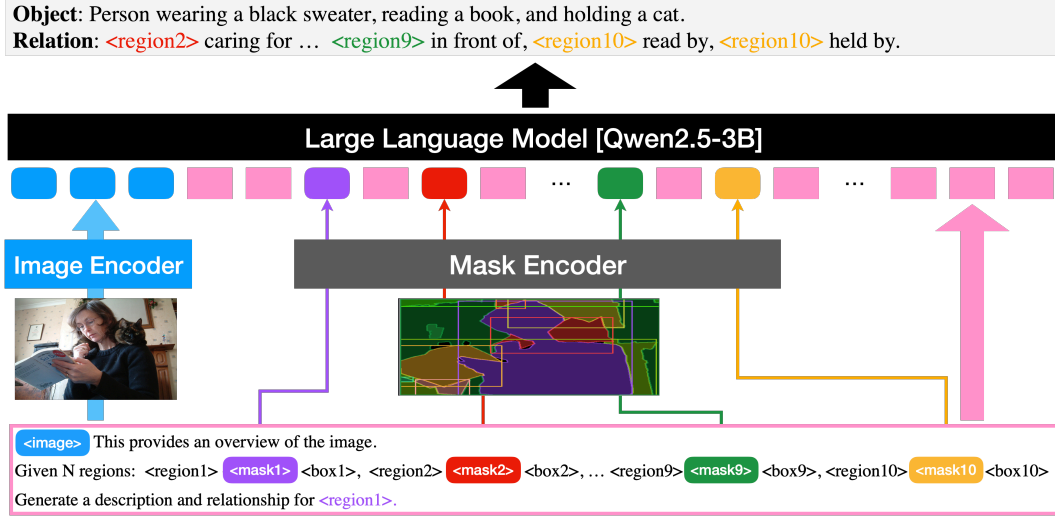 Object: Person wearing a black sweater, reading a book, and holding a cat.
Relation: <region2> caring for … <region9> in front of, <region10> read by, <region10> held by.
Large Language Model [Qwen2.5-3B]
...
...
Image Encoder
Mask Encoder
<image> This provides an overview of the image.
Given N regions: <region1> <mask1> <box1>, <region2> <mask2> <box2>, … <region9> <mask9> <box9>, <region10> <mask10 <box10>
Generate a description and relationship for <region1>.